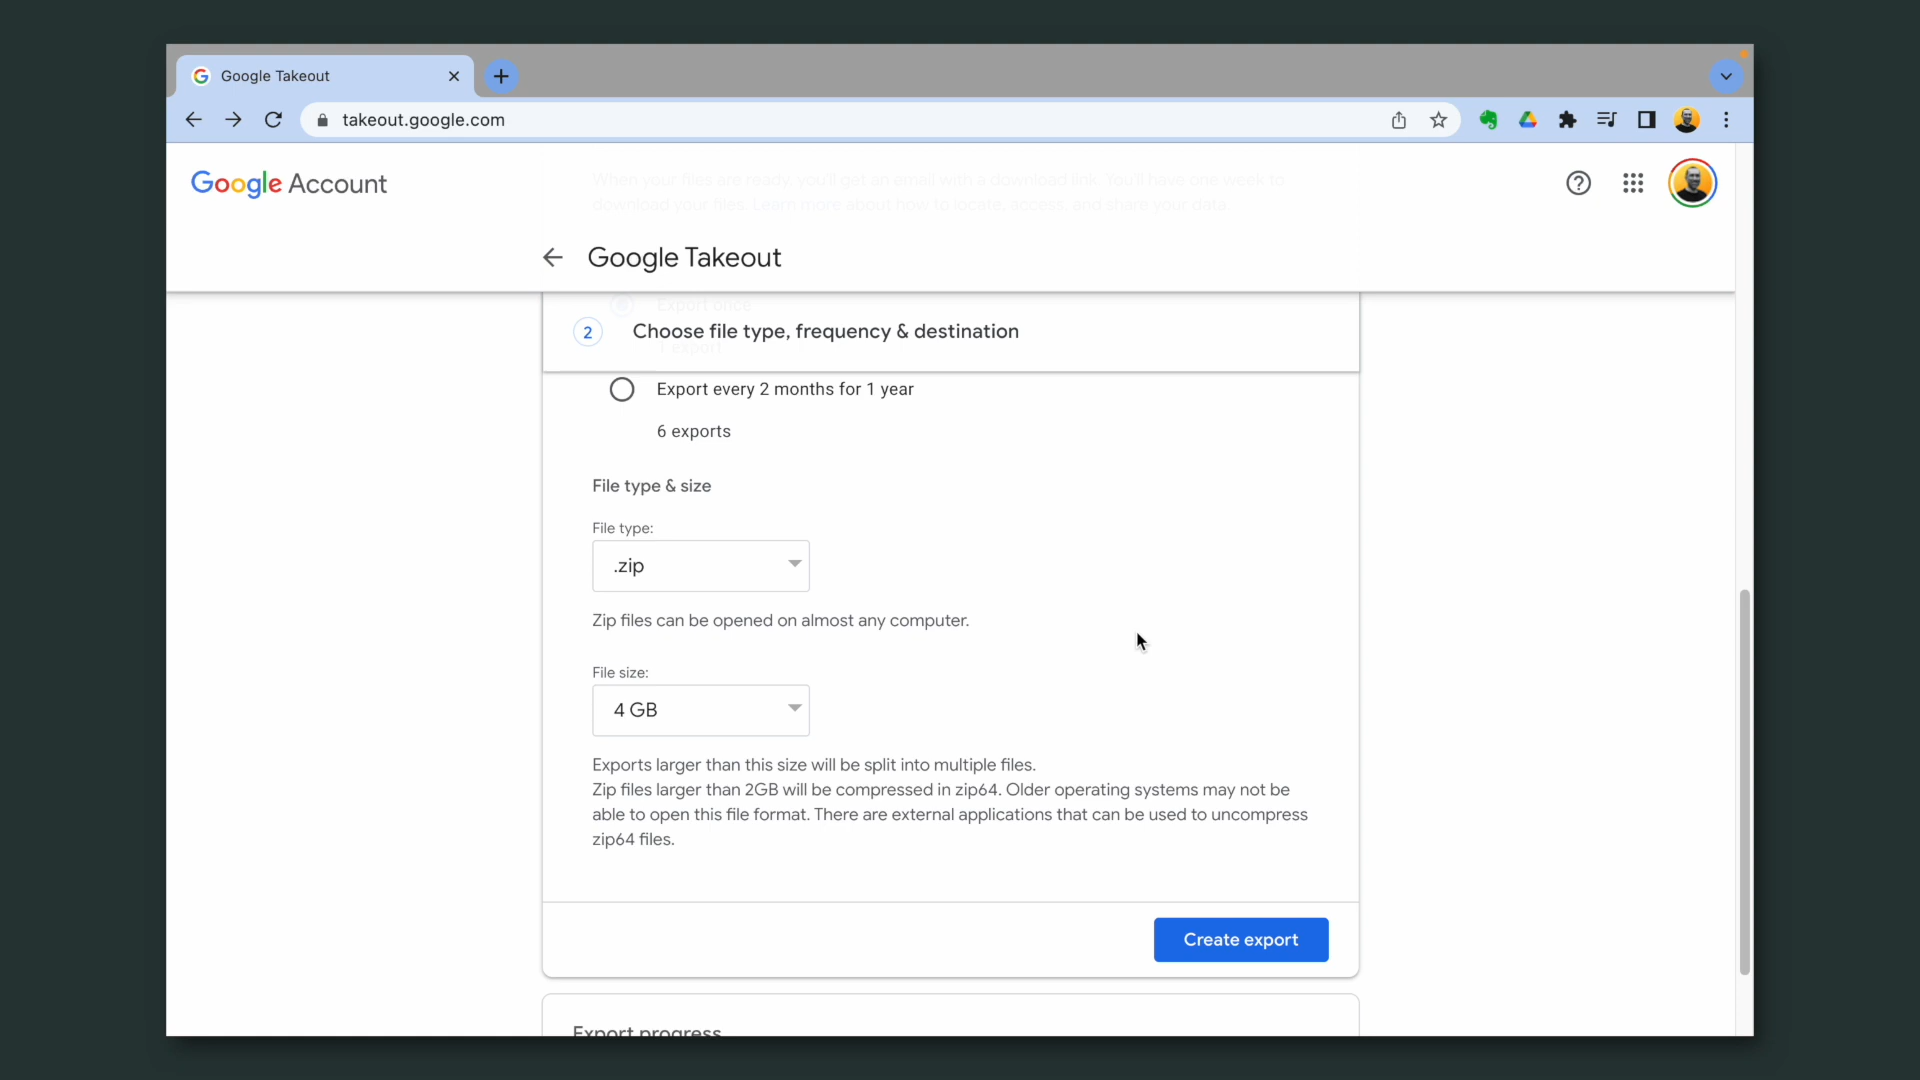 Google Takeout
takeout.google.com
Google Account
When your files are ready, you'll get an email with a download link. You'll have one week to
download your files. Learn more about how to locate, access, and share your data.
Google Takeout
Export once
2 Choose file type, frequency & destination
1 export
Export every 2 months for 1 year
6 exports
File type & size
File type:
.zip
Zip files can be opened on almost any computer.
File size:
4 GB
Exports larger than this size will be split into multiple files.
Zip files larger than 2GB will be compressed in zip64. Older operating systems may not be
able to open this file format. There are external applications that can be used to uncompress
zip64 files.
Create export
Export progress